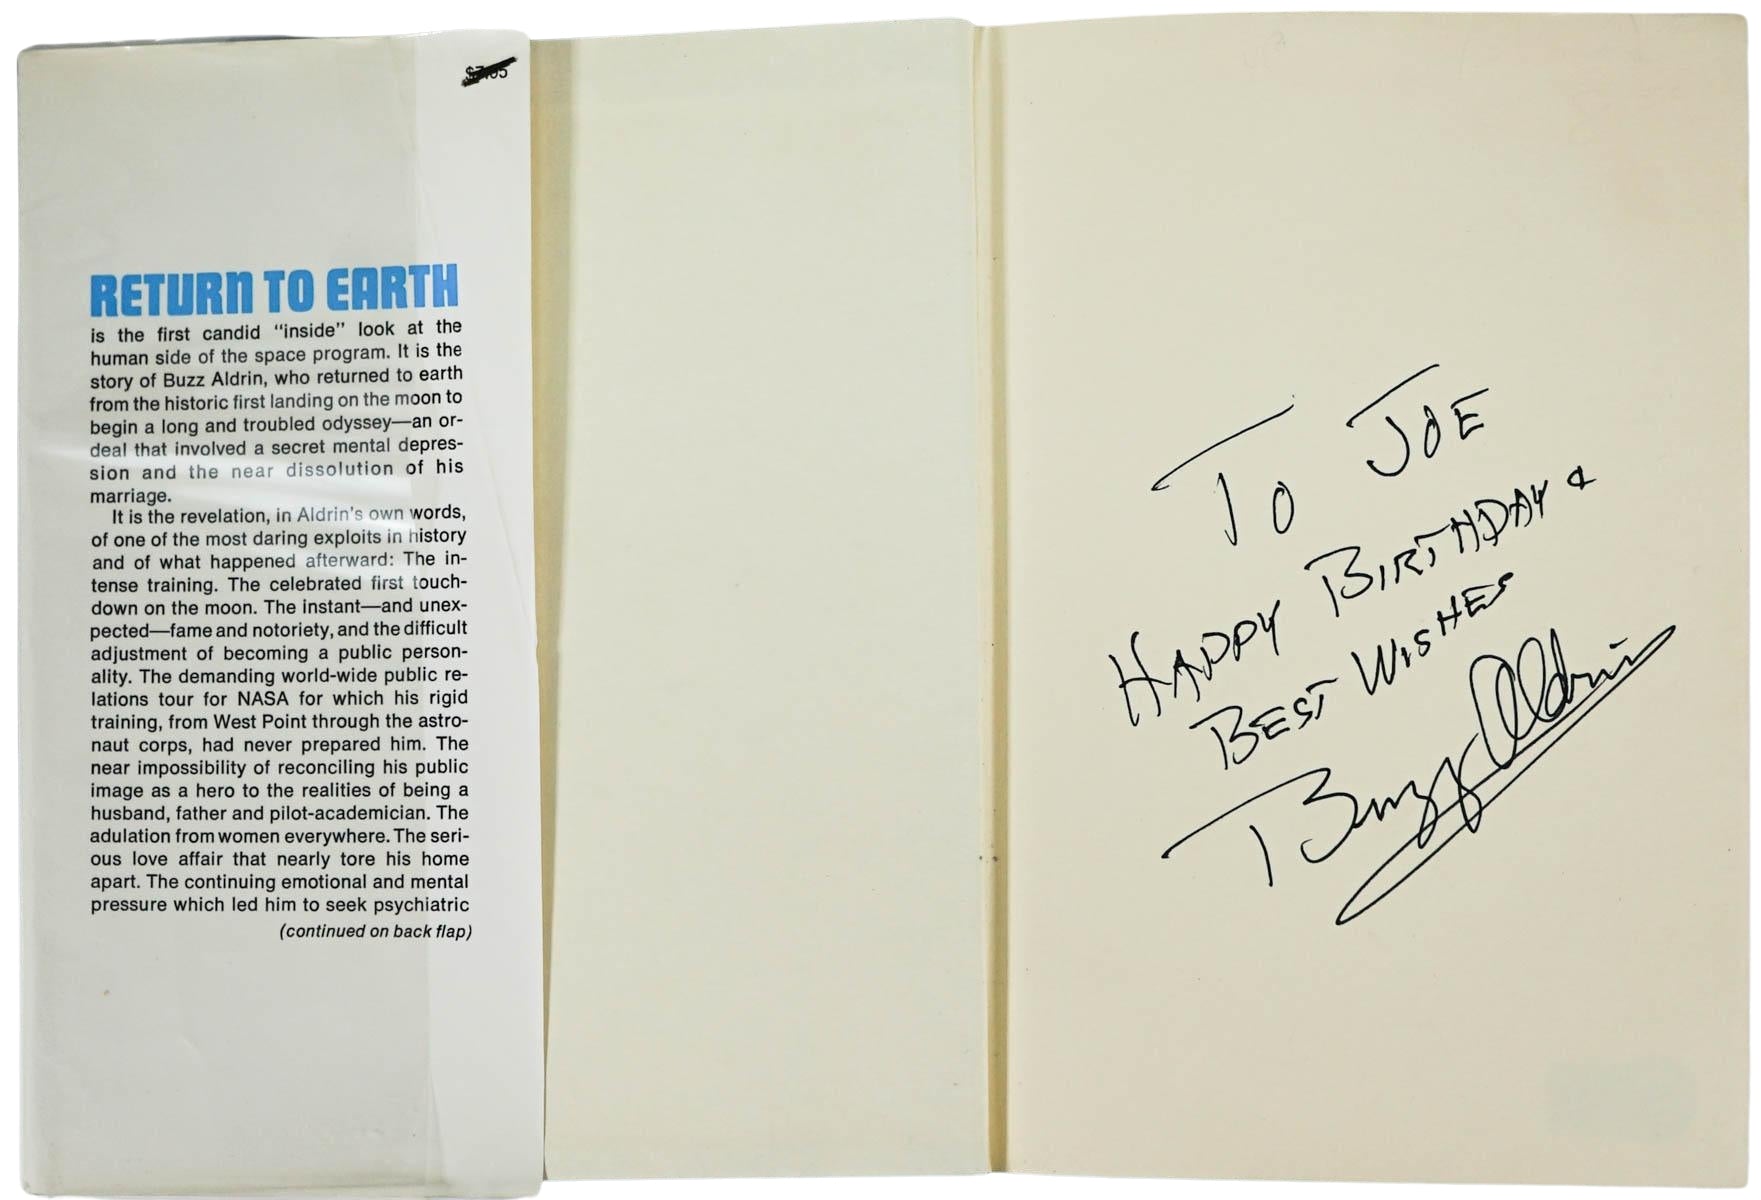 $7.95
RETURN TO EARTH
is the first candid "inside" look at the
human side of the space program. It is the
story of Buzz Aldrin, who returned to earth
from the historic first landing on the moon to
begin a long and troubled odyssey—an or-
deal that involved a secret mental depres-
sion and the near dissolution of his
marriage.
It is the revelation, in Aldrin's own words,
of one of the most daring exploits in history
and of what happened afterward: The in-
tense training. The celebrated first touch-
down on the moon. The instant—and unex-
pected—fame and notoriety, and the difficult
adjustment of becoming a public person-
ality. The demanding world-wide public re-
lations tour for NASA for which his rigid
training, from West Point through the astro-
naut corps, had never prepared him. The
near impossibility of reconciling his public
image as a hero to the realities of being a
husband, father and pilot-academician. The
adulation from women everywhere. The seri-
ous love affair that nearly tore his home
apart. The continuing emotional and mental
pressure which led him to seek psychiatric
(continued on back flap)
TO JOE
HAPPY BIRTHDAY &
BEST WISHES
Buzz Aldrin